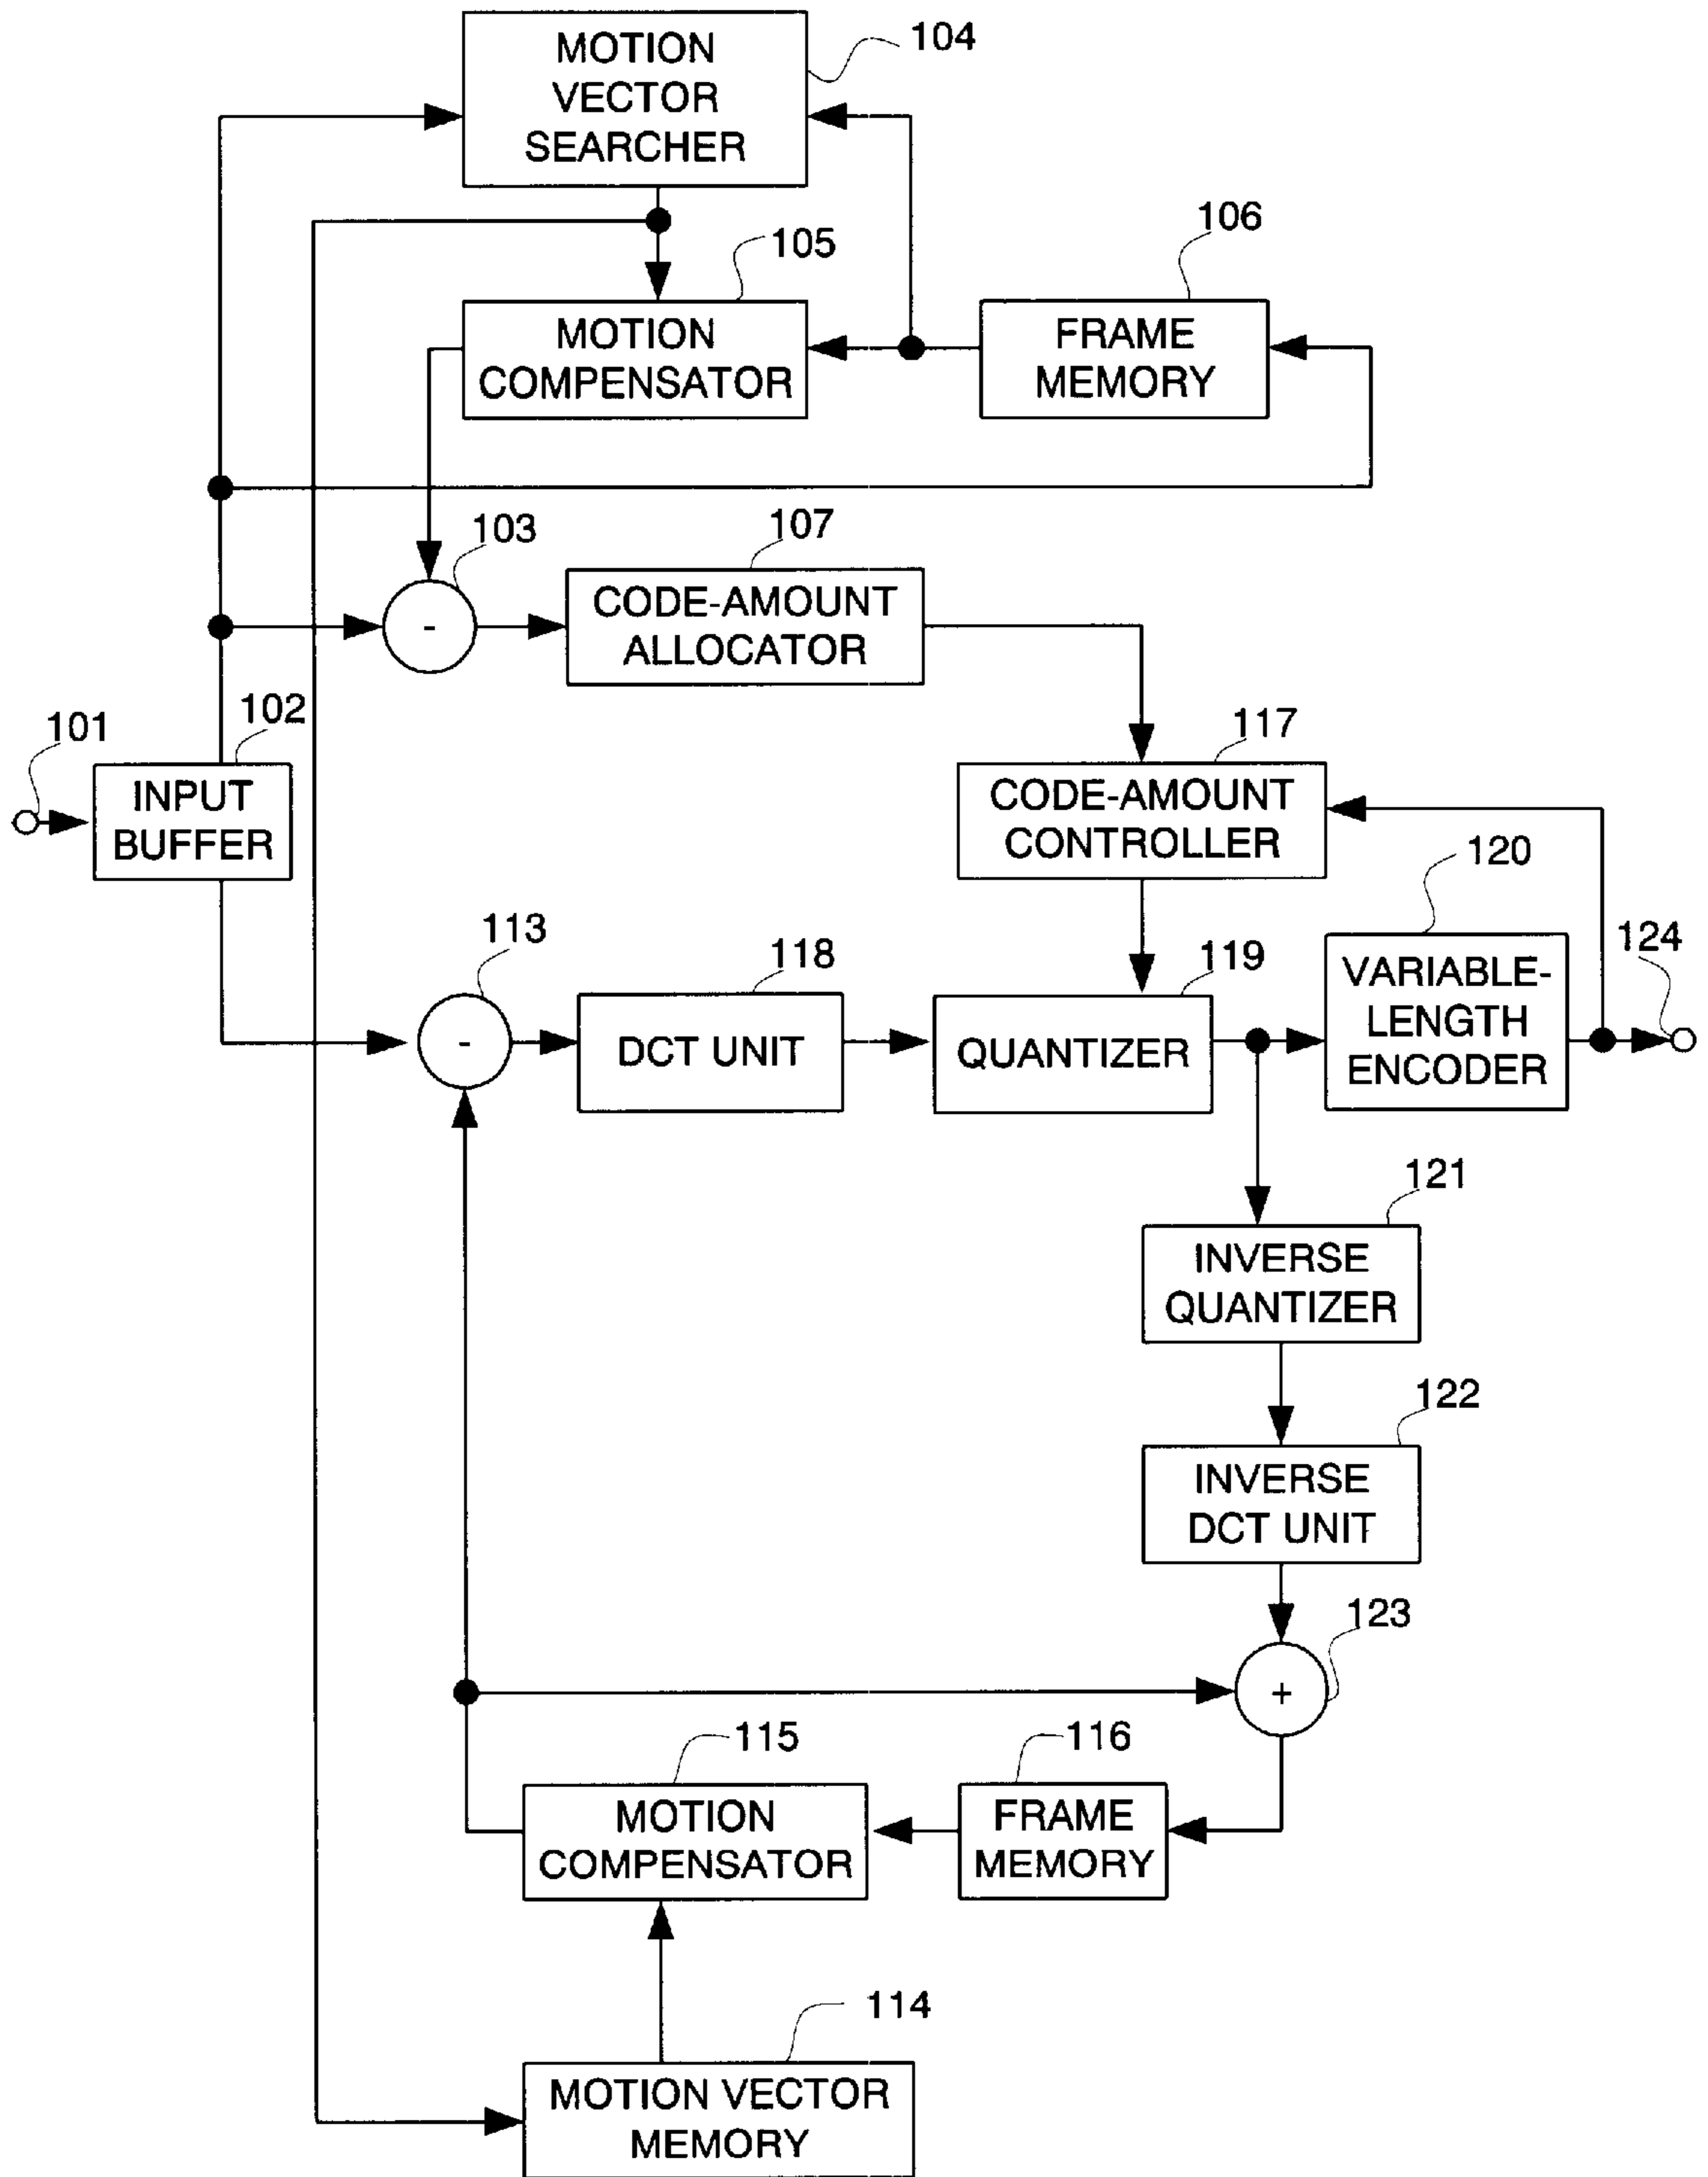 104
MOTION
VECTOR
SEARCHER
106
105
MOTION
COMPENSATOR
FRAME
MEMORY
103
107
-
CODE-AMOUNT
ALLOCATOR
101
102
INPUT
BUFFER
117
CODE-AMOUNT
CONTROLLER
120
113
118
119
124
-
DCT UNIT
QUANTIZER
VARIABLE-
LENGTH
ENCODER
121
INVERSE
QUANTIZER
122
INVERSE
DCT UNIT
123
+
115
116
MOTION
COMPENSATOR
FRAME
MEMORY
114
MOTION VECTOR
MEMORY